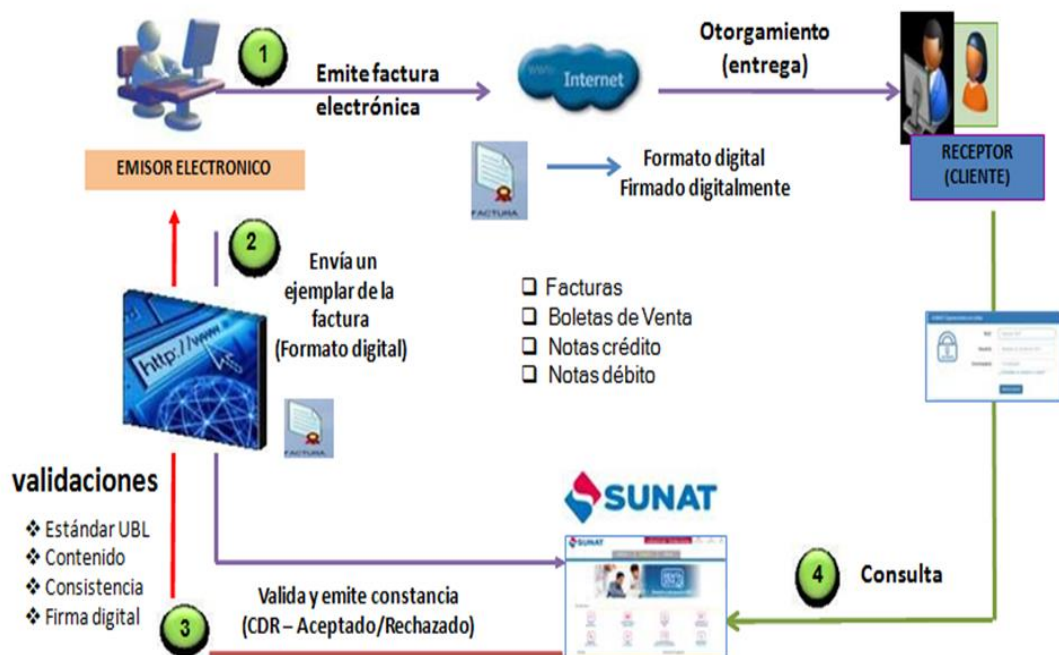 1
Emite factura
electrónica
www
Internet
Otorgamiento
(entrega)
EMISOR ELECTRONICO
FACTURA
Formato digital
Firmado digitalmente
RECEPTOR
(CLIENTE)
2
Envía un
ejemplar de la
factura
(Formato digital)
http://www.
FACTURA
Facturas
Boletas de Venta
Notas crédito
Notas débito
validaciones
Estándar UBL
Contenido
Consistencia
Firma digital
3
Valida y emite constancia
(CDR – Aceptado/Rechazado)
SUNAT
SUNAT
4
Consulta